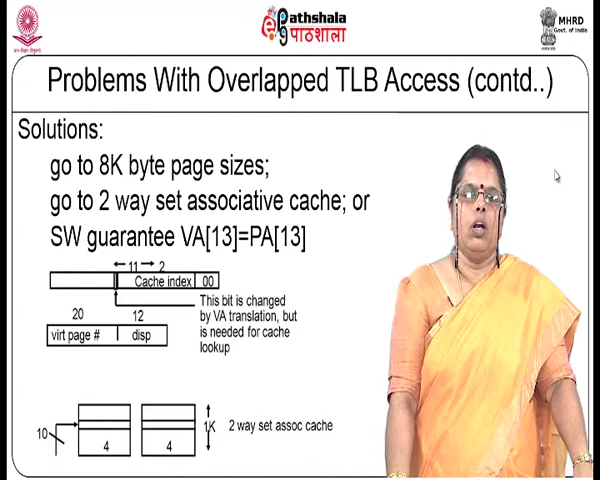 ePathshala
पाठशाला
MHRD
Govt. of India
Problems With Overlapped TLB Access (contd..)
Solutions:
go to 8K byte page sizes;
go to 2 way set associative cache; or
SW guarantee VA[13]=PA[13]
11 2
Cache index 00
This bit is changed
by VA translation, but
is needed for cache
lookup
20 12
virt page # disp
10
4 4
1K
2 way set assoc cache